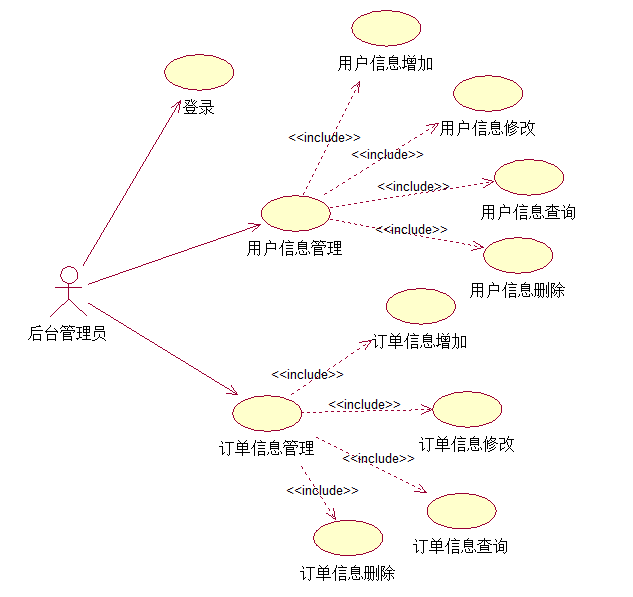 用户信息增加
登录
<<include>>
用户信息修改
<<include>>
<<include>>
用户信息查询
<<include>>
用户信息管理
用户信息删除
后台管理员
订单信息增加
<<include>>
<<include>>
订单信息管理
订单信息修改
<<include>>
<<include>>
订单信息查询
订单信息删除